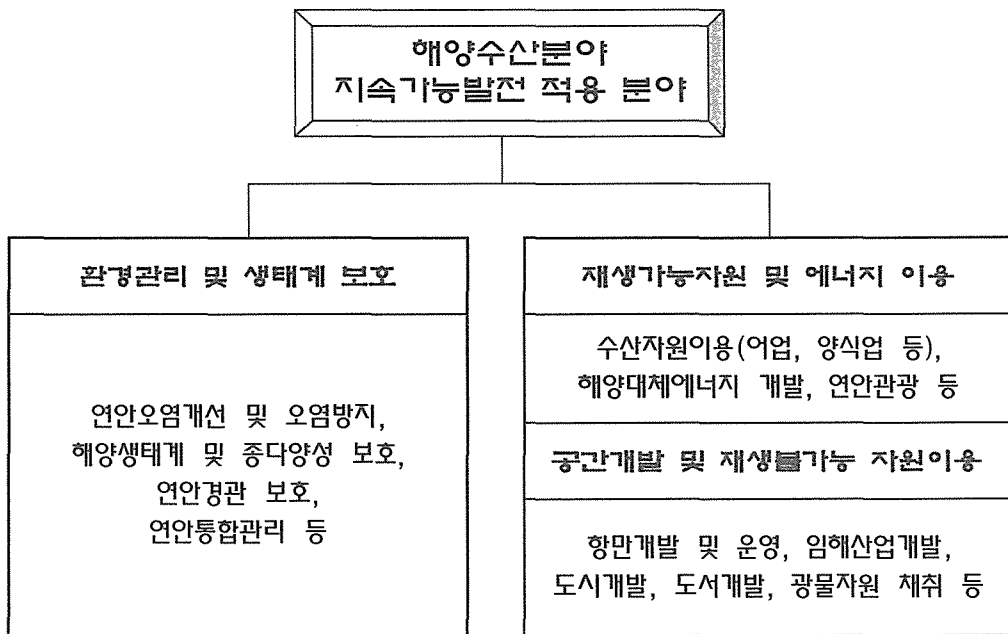 해양수산분야
지속가능발전 적용 분야
환경관리 및 생태계 보호
연안오염개선 및 오염방지,
해양생태계 및 종다양성 보호,
연안경관 보호,
연안통합관리 등
재생가능자원 및 에너지 이용
수산자원이용(어업, 양식업 등),
해양대체에너지 개발, 연안관광 등
공간개발 및 재생불가능 자원이용
항만개발 및 운영, 임해산업개발,
도시개발, 도서개발, 광물자원 채취 등